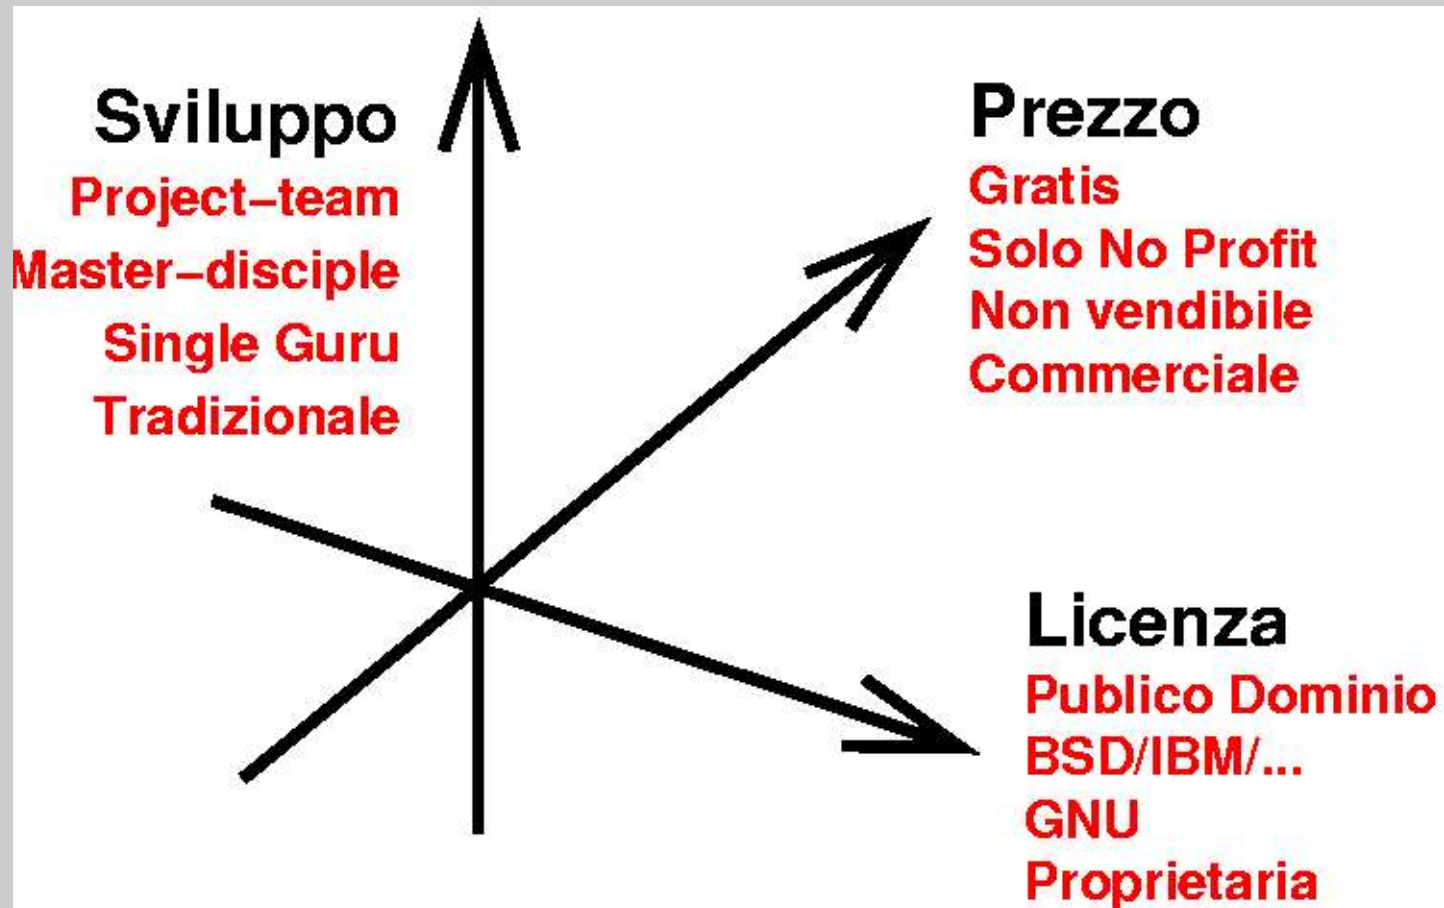 Sviluppo
Project–team
Master–disciple
Single Guru
Tradizionale
Prezzo
Gratis
Solo No Profit
Non vendibile
Commerciale
Licenza
Publico Dominio
BSD/IBM/...
GNU
Proprietaria